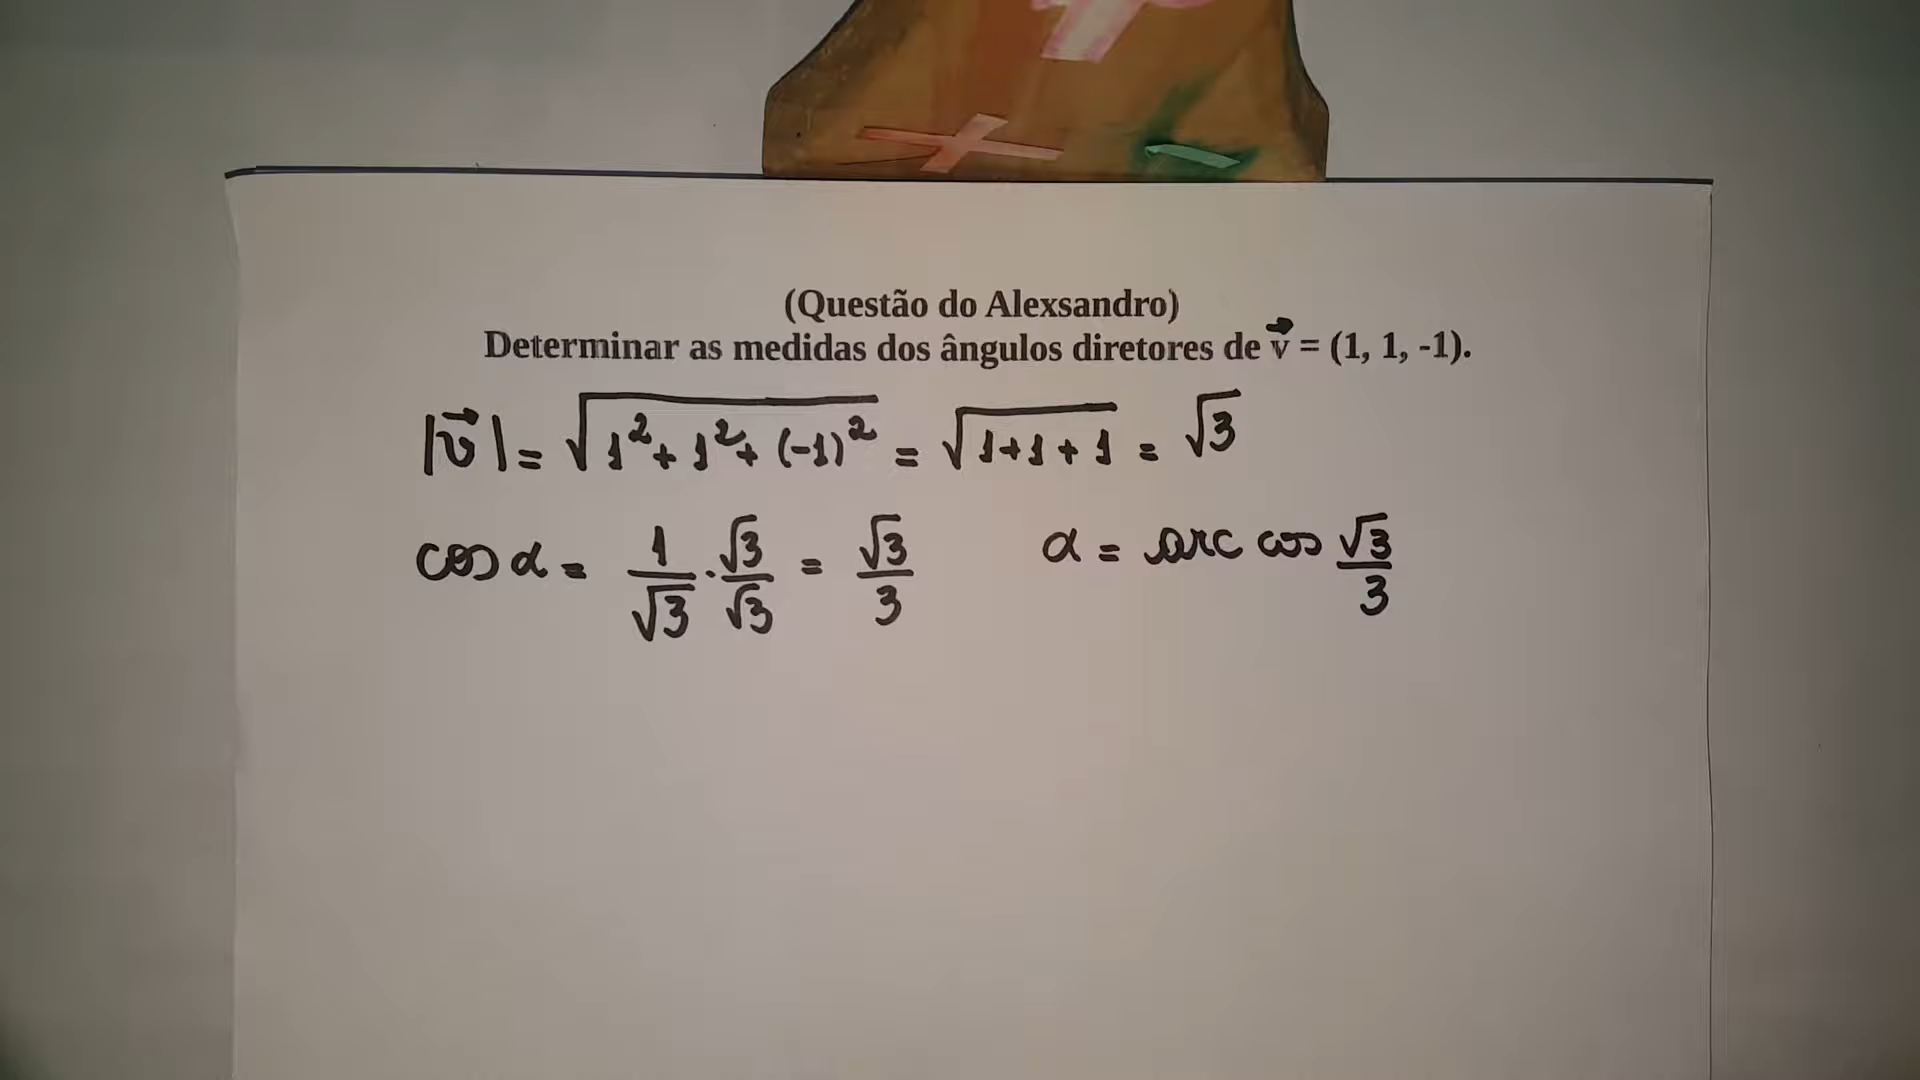 (Questão do Alexsandro)
Determinar as medidas dos ângulos diretores de v⃗ = (1, 1, -1).
|v⃗| = √(1² + 1² + (-1)²) = √(1+1+1) = √3
cos α = 1/√3 · √3/√3 = √3/3 α = arc cos √3/3